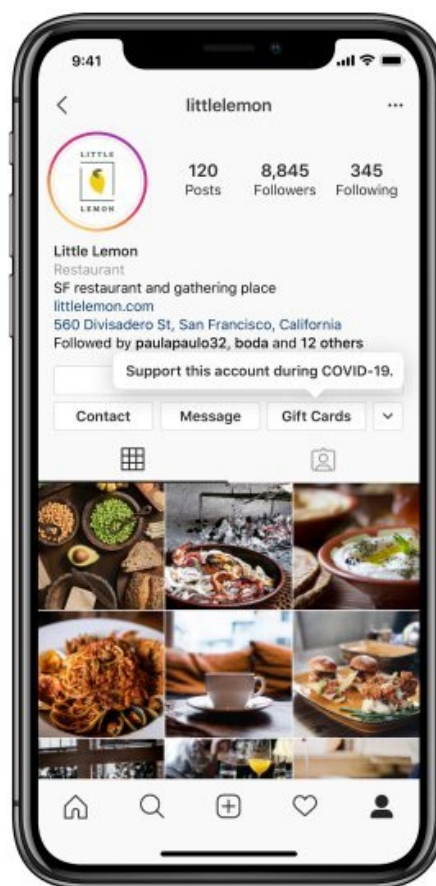 9:41
littlelemon
...
LITTLE
LEMON
120 8,845 345
Posts Followers Following
Little Lemon
Restaurant
SF restaurant and gathering place
littlelemon.com
560 Divisadero St, San Francisco, California
Followed by paulapaulo32, boda and 12 others
Support this account during COVID-19.
Contact Message Gift Cards